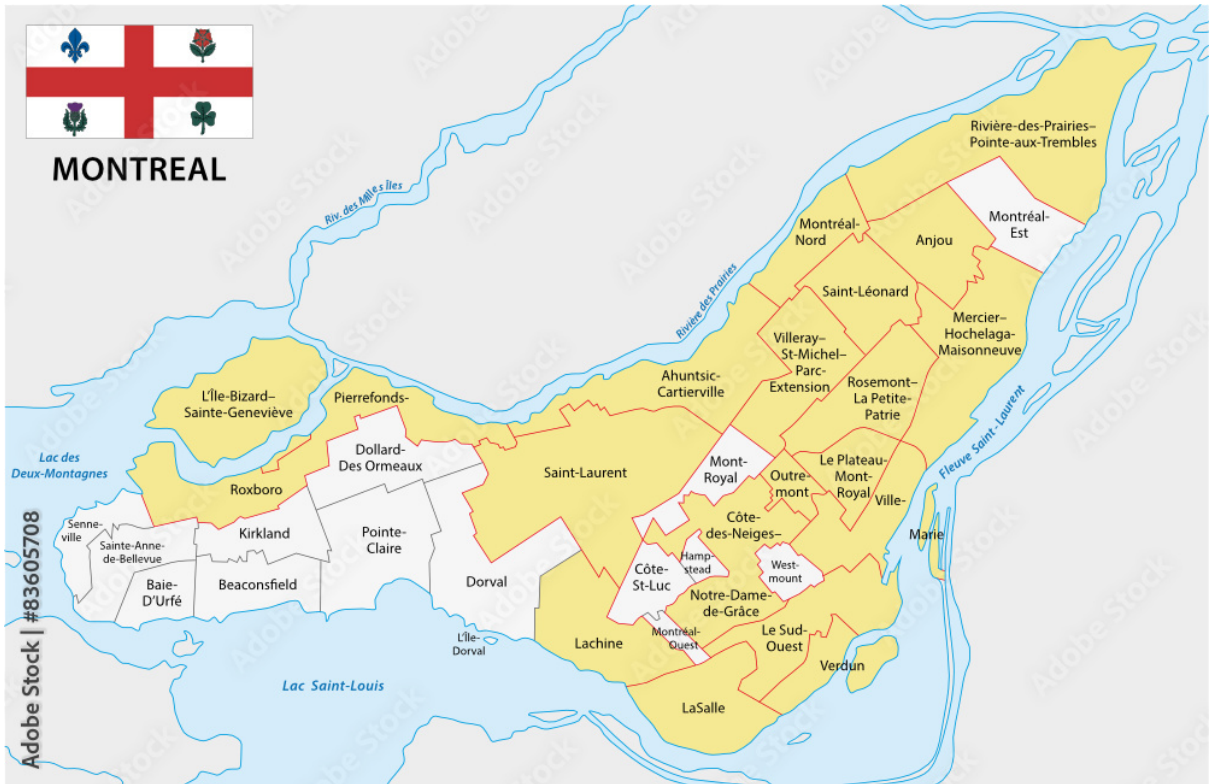 MONTREAL
Riv. des Milles Îles
Rivière des Prairies
Rivière-des-Prairies–
Pointe-aux-Trembles
Montréal-
Est
Montréal-
Nord
Anjou
Saint-Léonard
Mercier–
Hochelaga-
Maisonneuve
Villeray–
St-Michel–
Parc-
Extension
Ahuntsic-
Cartierville
Rosemont–
La Petite-
Patrie
L'Île-Bizard–
Sainte-Geneviève
Pierrefonds-
Roxboro
Dollard-
Des Ormeaux
Lac des
Deux-Montagnes
Saint-Laurent
Mont-
Royal
Outre-
mont
Le Plateau-
Mont-
Royal
Ville-
Marie
Fleuve Saint-Laurent
Senne-
ville
Sainte-Anne-
de-Bellevue
Kirkland
Pointe-
Claire
Baie-
D'Urfé
Beaconsfield
Dorval
L'Île-
Dorval
Côte-
des-Neiges–
Notre-Dame-
de-Grâce
Hamp-
stead
West-
mount
Côte-
St-Luc
Montréal-
Ouest
Lachine
Le Sud-
Ouest
Verdun
LaSalle
Lac Saint-Louis
Adobe Stock | #83605708
Adobe Stock